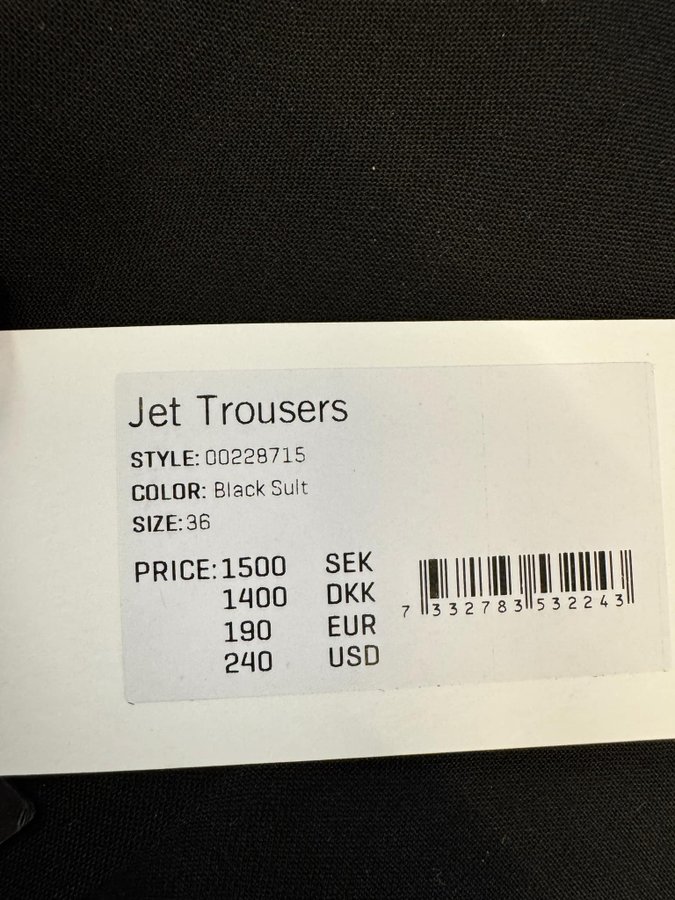 Jet Trousers
STYLE: 00228715
COLOR: Black Suit
SIZE: 36
PRICE: 1500 SEK
1400 DKK
190 EUR
240 USD
7 332783 532243